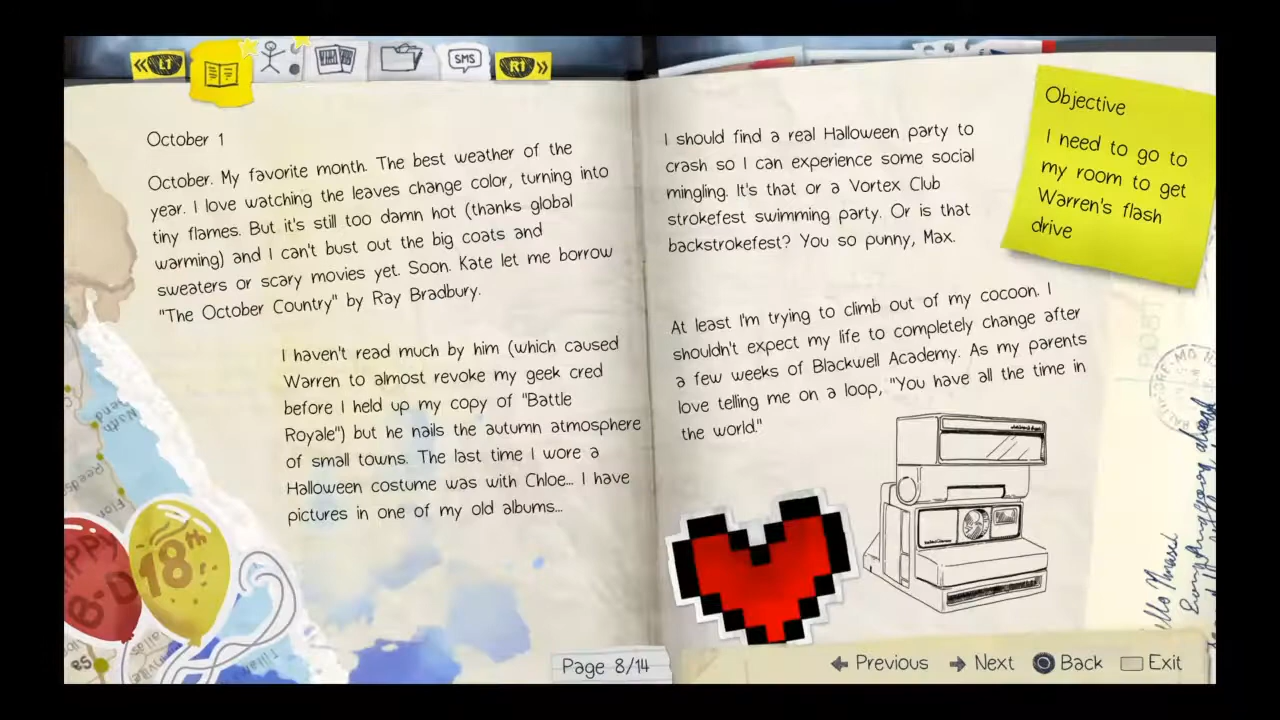 LT
SMS
RT
October 1
October. My favorite month. The best weather of the
year. I love watching the leaves change color, turning into
tiny flames. But it's still too damn hot (thanks global
warming) and I can't bust out the big coats and
sweaters or scary movies yet. Soon. Kate let me borrow
"The October Country" by Ray Bradbury.
I haven't read much by him (which caused
Warren to almost revoke my geek cred
before I held up my copy of "Battle
Royale") but he nails the autumn atmosphere
of small towns. The last time I wore a
Halloween costume was with Chloe... I have
pictures in one of my old albums...
18th
Page 8/14
I should find a real Halloween party to
crash so I can experience some social
mingling. It's that or a Vortex Club
strokefest swimming party. Or is that
backstrokefest? You so punny, Max.
At least I'm trying to climb out of my cocoon. I
shouldn't expect my life to completely change after
a few weeks of Blackwell Academy. As my parents
love telling me on a loop, "You have all the time in
the world."
Objective
I need to go to
my room to get
Warren's flash
drive
Previous
Next
Back
Exit